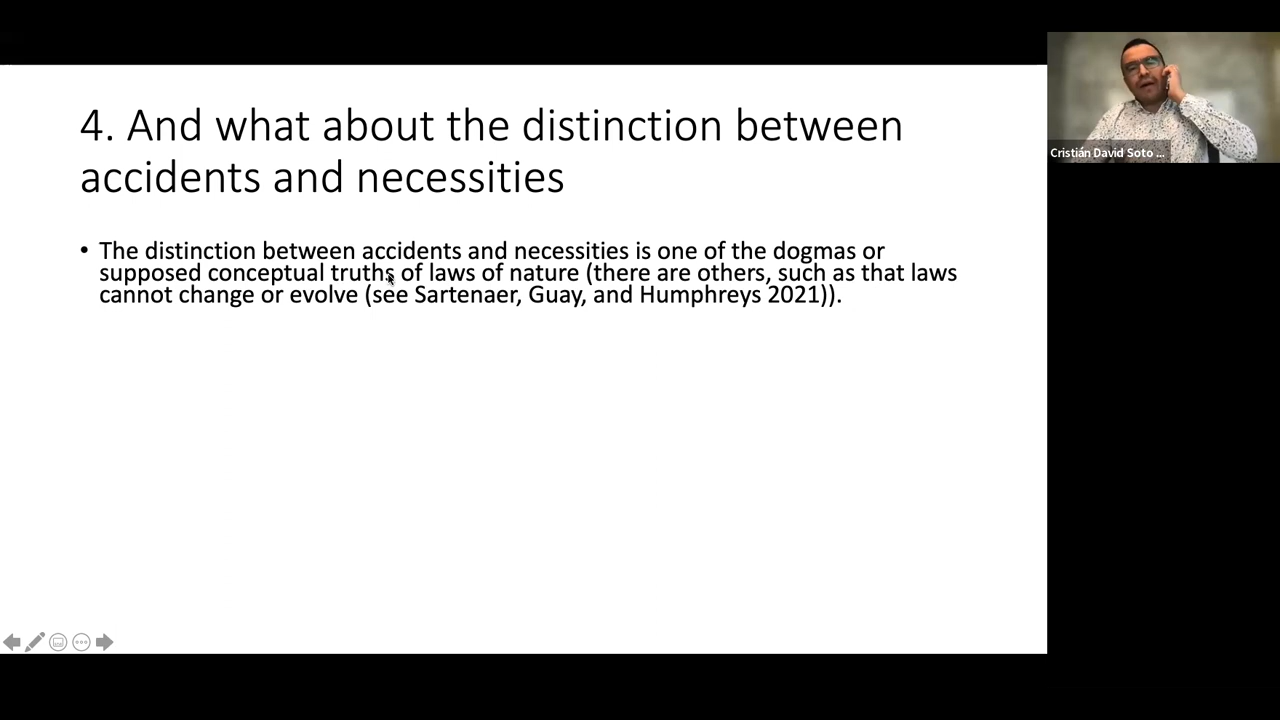 4. And what about the distinction between
accidents and necessities
• The distinction between accidents and necessities is one of the dogmas or
supposed conceptual truths of laws of nature (there are others, such as that laws
cannot change or evolve (see Sartenaer, Guay, and Humphreys 2021)).
Cristián David Soto ...